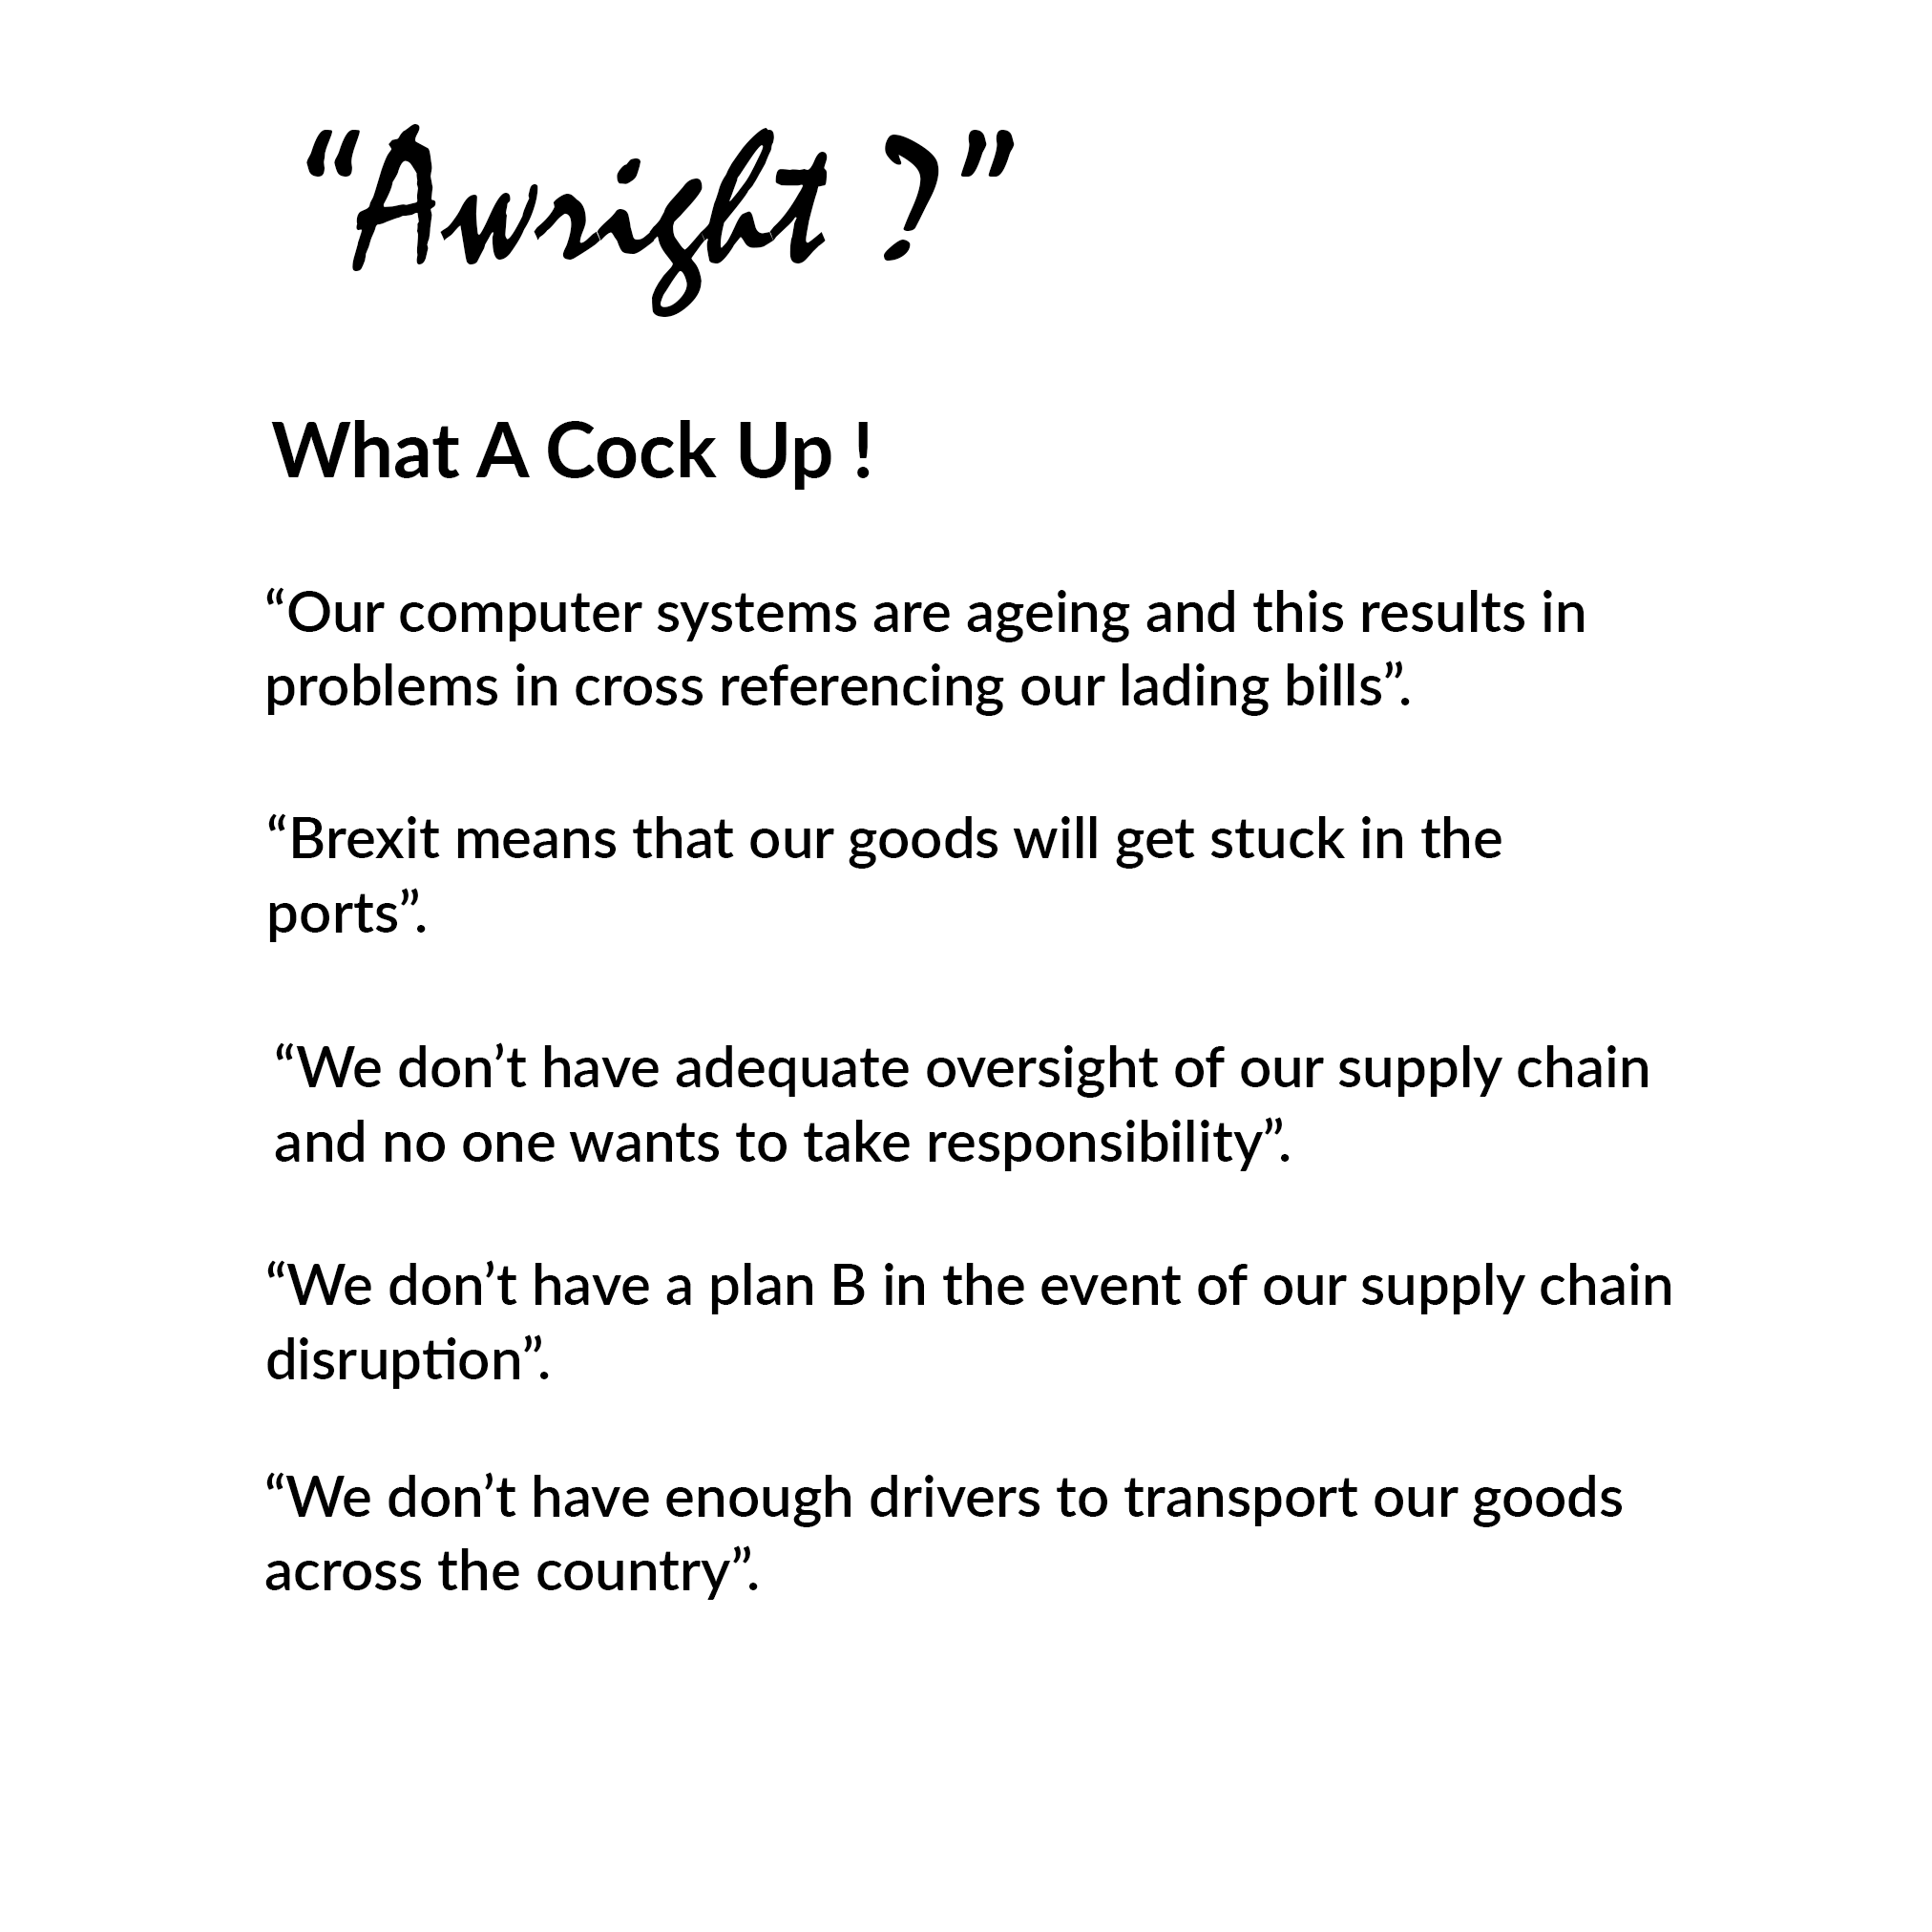 “Awright ?”
What A Cock Up !
“Our computer systems are ageing and this results in
problems in cross referencing our lading bills”.
“Brexit means that our goods will get stuck in the
ports”.
“We don’t have adequate oversight of our supply chain
and no one wants to take responsibility”.
“We don’t have a plan B in the event of our supply chain
disruption”.
“We don’t have enough drivers to transport our goods
across the country”.